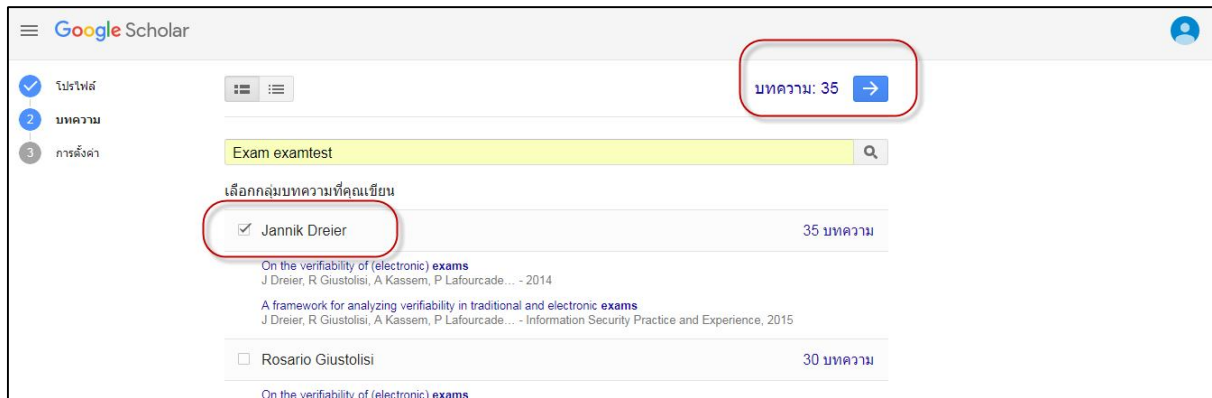 Google Scholar
โปรไฟล์
2 บทความ
3 การตั้งค่า
บทความ: 35
Exam examtest
เลือกกลุ่มบทความที่คุณเขียน
Jannik Dreier 35 บทความ
On the verifiability of (electronic) exams
J Dreier, R Giustolisi, A Kassem, P Lafourcade... - 2014
A framework for analyzing verifiability in traditional and electronic exams
J Dreier, R Giustolisi, A Kassem, P Lafourcade... - Information Security Practice and Experience, 2015
Rosario Giustolisi 30 บทความ
On the verifiability of (electronic) exams